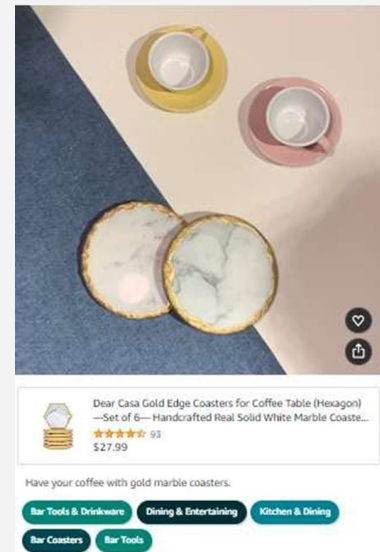 Dear Casa Gold Edge Coasters for Coffee Table (Hexagon)
—Set of 6— Handcrafted Real Solid White Marble Coaste...
93
$27.99
Have your coffee with gold marble coasters.
Bar Tools & Drinkware
Dining & Entertaining
Kitchen & Dining
Bar Coasters
Bar Tools